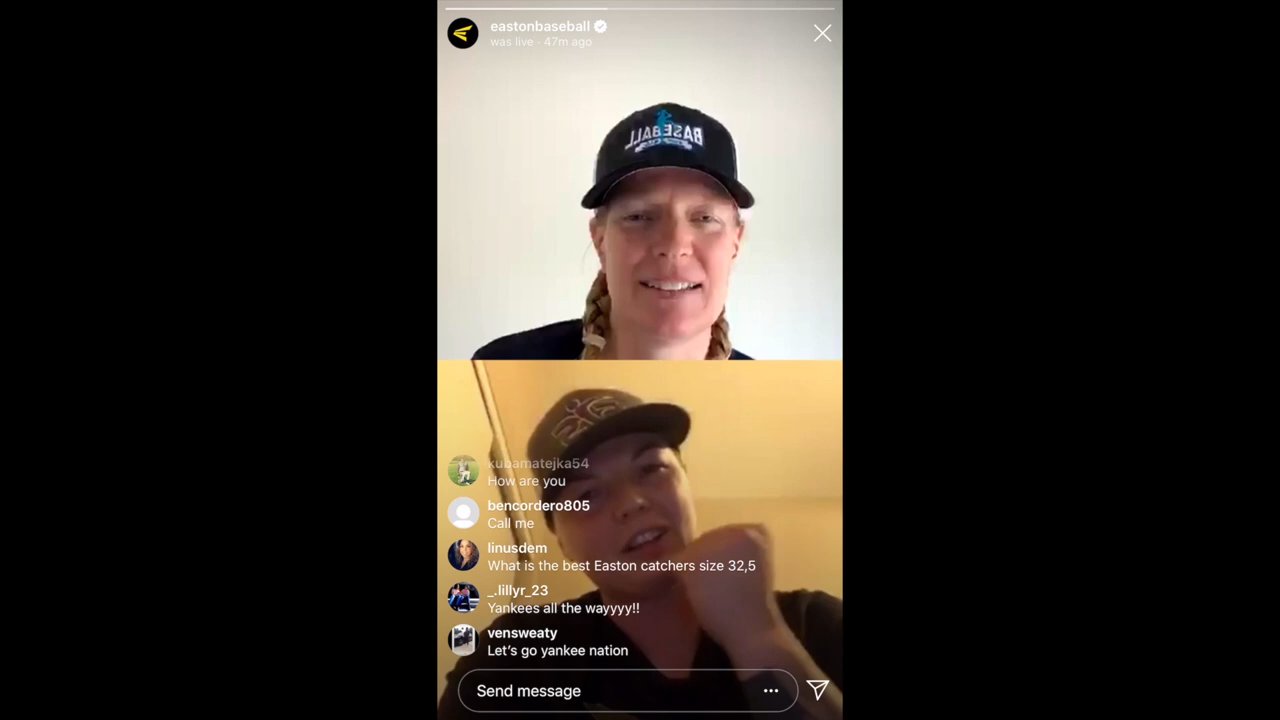 eastonbaseball
was live · 47m ago
BASEBALL
kubamatejka54
How are you
bencordero805
Call me
linusdem
What is the best Easton catchers size 32,5
_.lillyr_23
Yankees all the wayyyy!!
vensweaty
Let's go yankee nation
Send message